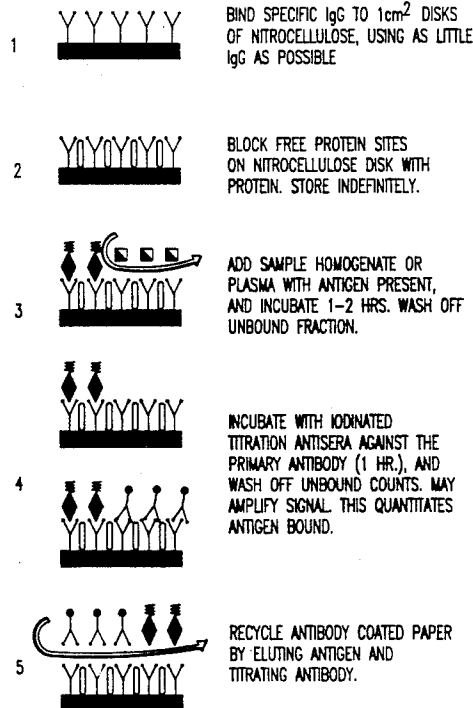 1
BIND SPECIFIC IgG TO 1cm² DISKS
OF NITROCELLULOSE, USING AS LITTLE
IgG AS POSSIBLE
2
BLOCK FREE PROTEIN SITES
ON NITROCELLULOSE DISK WITH
PROTEIN. STORE INDEFINITELY.
3
ADD SAMPLE HOMOGENATE OR
PLASMA WITH ANTIGEN PRESENT,
AND INCUBATE 1-2 HRS. WASH OFF
UNBOUND FRACTION.
4
INCUBATE WITH IODINATED
TITRATION ANTISERA AGAINST THE
PRIMARY ANTIBODY (1 HR.), AND
WASH OFF UNBOUND COUNTS. MAY
AMPLIFY SIGNAL. THIS QUANTITATES
ANTIGEN BOUND.
5
RECYCLE ANTIBODY COATED PAPER
BY ELUTING ANTIGEN AND
TITRATING ANTIBODY.